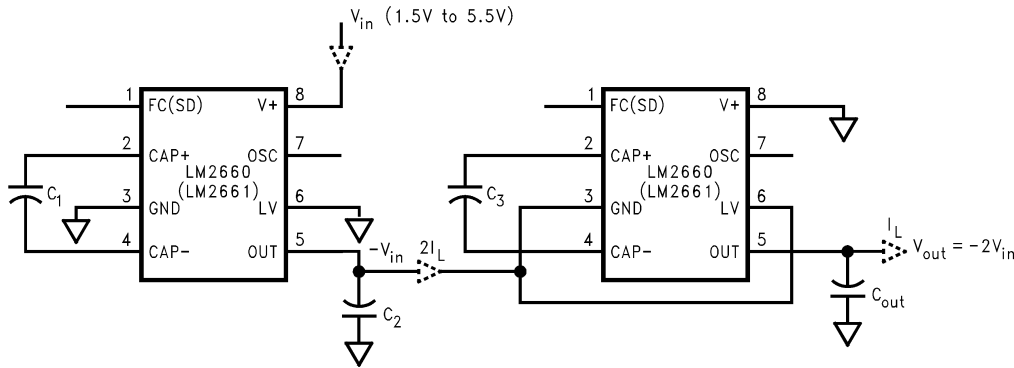 V_in (1.5V to 5.5V)
1 FC(SD) V+ 8
2 CAP+ OSC 7
LM2660
(LM2661)
3 GND LV 6
4 CAP- OUT 5
C_1
-V_in
2I_L
C_2
1 FC(SD) V+ 8
2 CAP+ OSC 7
LM2660
(LM2661)
3 GND LV 6
4 CAP- OUT 5
C_3
I_L
V_out = -2V_in
C_out